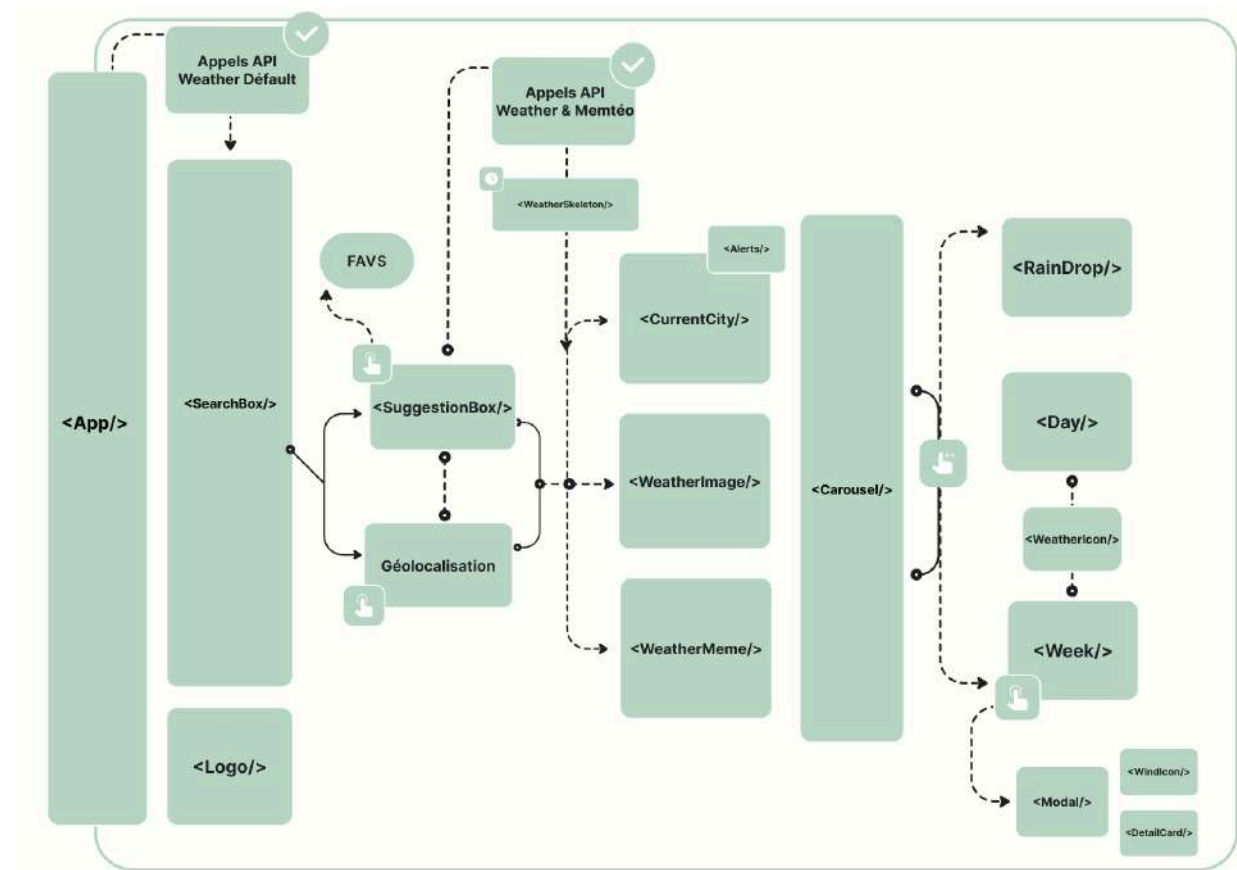 Appels API
Weather Défault
Appels API
Weather & Memtéo
<WeatherSkeleton/>
FAVS
<Alerts/>
<RainDrop/>
<CurrentCity/>
<App/>
<SearchBox/>
<SuggestionBox/>
<Day/>
<WeatherImage/>
<Carousel/>
<WeatherIcon/>
Géolocalisation
<WeatherMeme/>
<Week/>
<Logo/>
<Modal/>
<WindIcon/>
<DetailCard/>